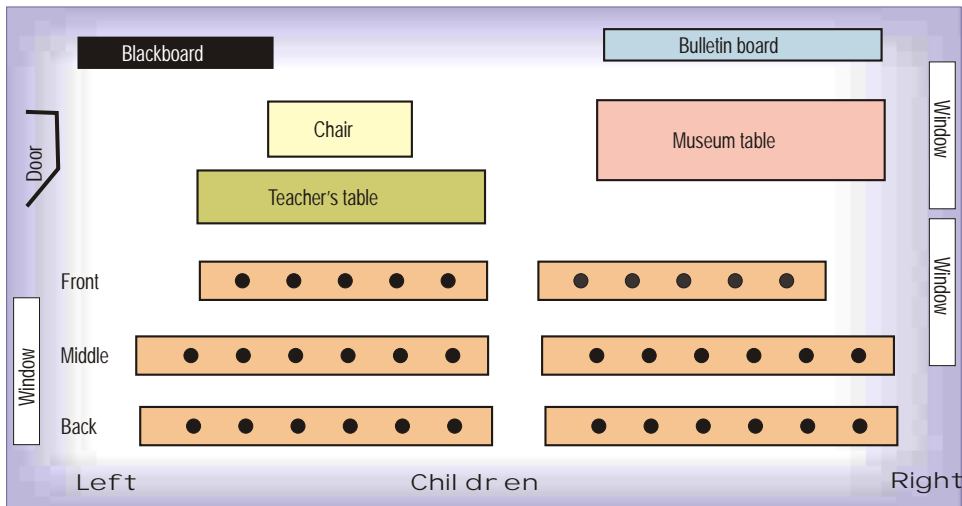 Blackboard
Bulletin board
Window
Door
Chair
Museum table
Teacher's table
Window
Front
Window
Middle
Back
Left
Children
Right